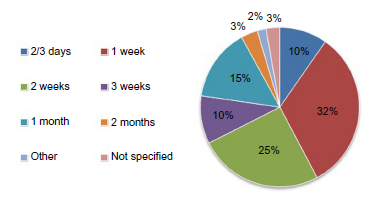 2/3 days
1 week
2 weeks
3 weeks
1 month
2 months
Other
Not specified
10%
32%
25%
10%
15%
3%
2%
3%